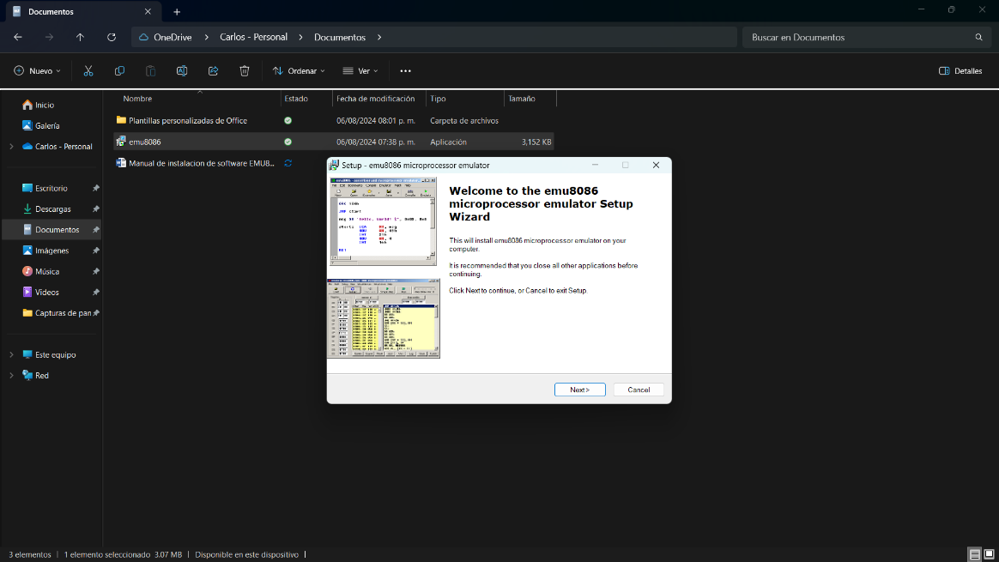 Documentos
OneDrive > Carlos - Personal > Documentos >
Buscar en Documentos
Nuevo
Ordenar
Ver
Detalles
Nombre Estado Fecha de modificación Tipo Tamaño
Plantillas personalizadas de Office 06/08/2024 08:01 p. m. Carpeta de archivos
emu8086 06/08/2024 07:38 p. m. Aplicación 3,152 KB
Manual de instalacion de software EMU8...
Inicio
Galería
Carlos - Personal
Escritorio
Descargas
Documentos
Imágenes
Música
Vídeos
Capturas de pan
Este equipo
Red
Setup - emu8086 microprocessor emulator
Welcome to the emu8086
microprocessor emulator Setup
Wizard
This will install emu8086 microprocessor emulator on your
computer.
It is recommended that you close all other applications before
continuing.
Click Next to continue, or Cancel to exit Setup.
Next>
Cancel
3 elementos | 1 elemento seleccionado 3.07 MB | Disponible en este dispositivo |